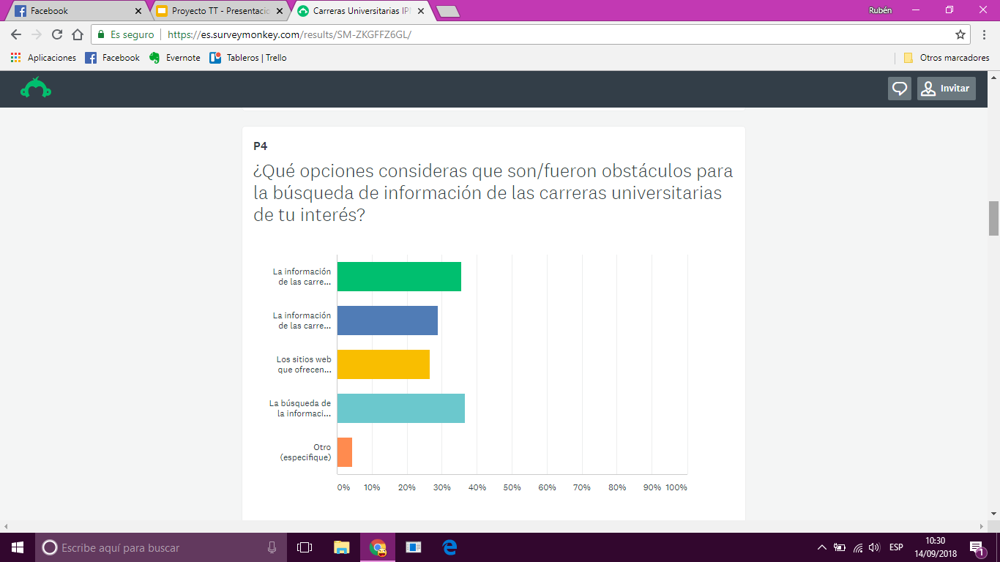 Facebook
Proyecto TT - Presentacio
Carreras Universitarias IP
Rubén
Es seguro
https://es.surveymonkey.com/results/SM-ZKGFFZ6GL/
Aplicaciones
Facebook
Evernote
Tableros | Trello
Otros marcadores
Invitar
P4
¿Qué opciones consideras que son/fueron obstáculos para
la búsqueda de información de las carreras universitarias
de tu interés?
La información
de las carre...
La información
de las carre...
Los sitios web
que ofrecen...
La búsqueda de
la informaci...
Otro
(especifique)
0% 10% 20% 30% 40% 50% 60% 70% 80% 90% 100%
Escribe aquí para buscar
ESP
10:30
14/09/2018
1